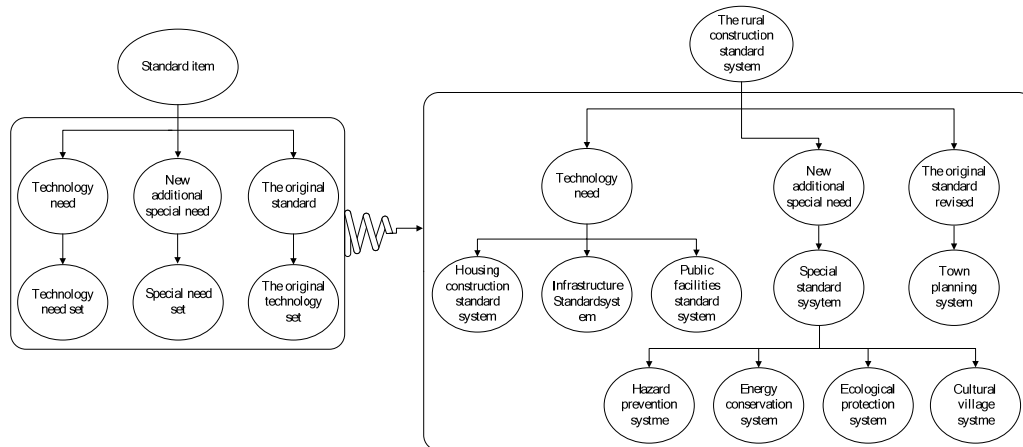 The rural
construction
standard
system
Standard item
Technology
need
New
additional
special need
The original
standard
Technology
need
New
additional
special need
The original
standard
revised
Technology
need set
Special need
set
The original
technology
set
Housing
construction
standard
system
Infrastructure
Standardsyst
em
Public
facilities
standard
system
Special
standard
sysytem
Town
planning
system
Hazard
prevention
systme
Energy
conservation
system
Ecological
protection
system
Cultural
village
systme